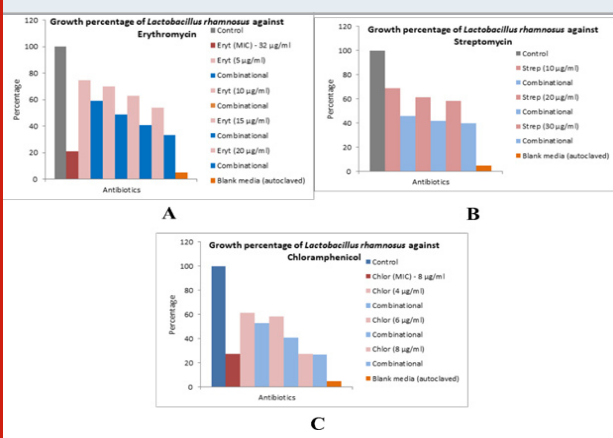 Growth percentage of Lactobacillus rhamnosus against
Erythromycin
120
100
80
60
40
20
0
Percentage
Antibiotics
Control
Eryt (MIC) - 32 µg/ml
Eryt (5 µg/ml)
Combinational
Eryt (10 µg/ml)
Combinational
Eryt (15 µg/ml)
Combinational
Eryt (20 µg/ml)
Combinational
Blank media (autoclaved)
A
Growth percentage of Lactobacillus rhamnosus against
Streptomycin
120
100
80
60
40
20
0
Percentage
Antibiotics
Control
Strep (10 µg/ml)
Combinational
Strep (20 µg/ml)
Combinational
Strep (30 µg/ml)
Combinational
Blank media (autoclaved)
B
Growth percentage of Lactobacillus rhamnosus against
Chloramphenicol
120
100
80
60
40
20
0
Percentage
Antibiotics
Control
Chlor (MIC) - 8 µg/ml
Chlor (4 µg/ml)
Combinational
Chlor (6 µg/ml)
Combinational
Chlor (8 µg/ml)
Combinational
Blank media (autoclaved)
C